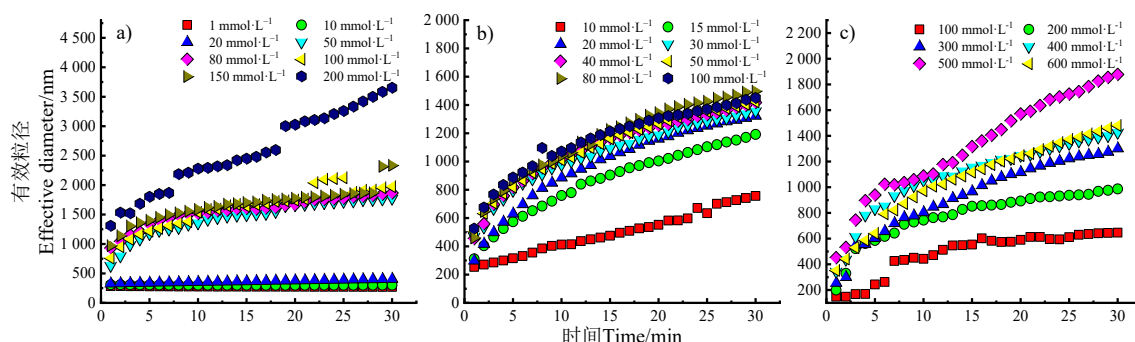 有效粒径
Effective diameter/nm
a)
1 mmol·L⁻¹ 10 mmol·L⁻¹
20 mmol·L⁻¹ 50 mmol·L⁻¹
80 mmol·L⁻¹ 100 mmol·L⁻¹
150 mmol·L⁻¹ 200 mmol·L⁻¹
4 500
4 000
3 500
3 000
2 500
2 000
1 500
1 000
500
0
0 5 10 15 20 25 30
b)
10 mmol·L⁻¹ 15 mmol·L⁻¹
20 mmol·L⁻¹ 30 mmol·L⁻¹
40 mmol·L⁻¹ 50 mmol·L⁻¹
80 mmol·L⁻¹ 100 mmol·L⁻¹
2 000
1 800
1 600
1 400
1 200
1 000
800
600
400
200
0
0 5 10 15 20 25 30
c)
100 mmol·L⁻¹ 200 mmol·L⁻¹
300 mmol·L⁻¹ 400 mmol·L⁻¹
500 mmol·L⁻¹ 600 mmol·L⁻¹
2 200
2 000
1 800
1 600
1 400
1 200
1 000
800
600
400
200
0 5 10 15 20 25 30
时间Time/min